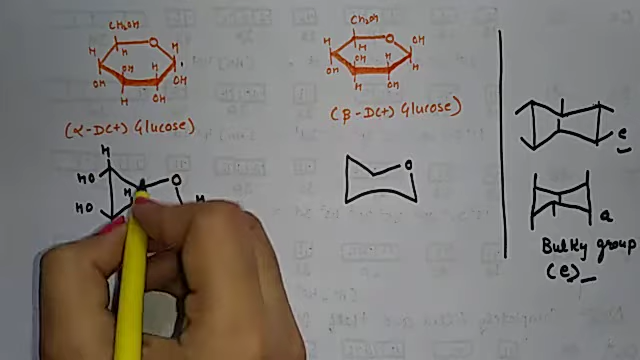 CH₂OH
O
H
H
H
H
OH
OH
OH
H
OH
(α-D(+) Glucose)
CH₂OH
O
H
OH
H
H
OH
OH
H
H
OH
(β-D(+) Glucose)
H
HO
H
O
HO
H
O
e
a
Bulky group
(e)